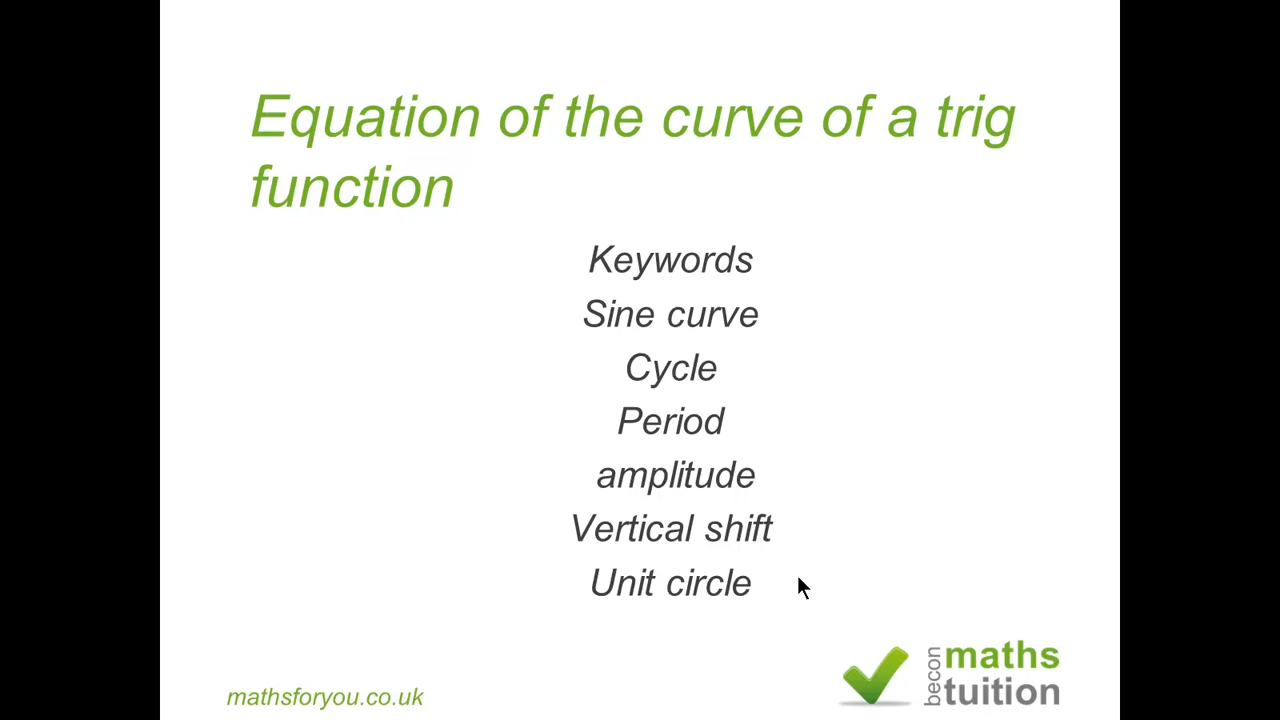 Equation of the curve of a trig
function
Keywords
Sine curve
Cycle
Period
amplitude
Vertical shift
Unit circle
mathsforyou.co.uk
becon
maths
tuition